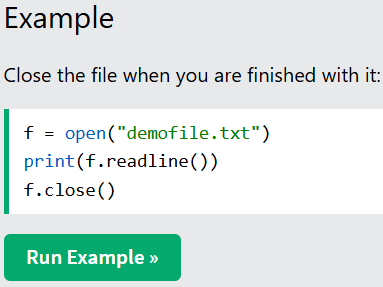 Example
Close the file when you are finished with it:
f = open("demofile.txt")
print(f.readline())
f.close()
Run Example »